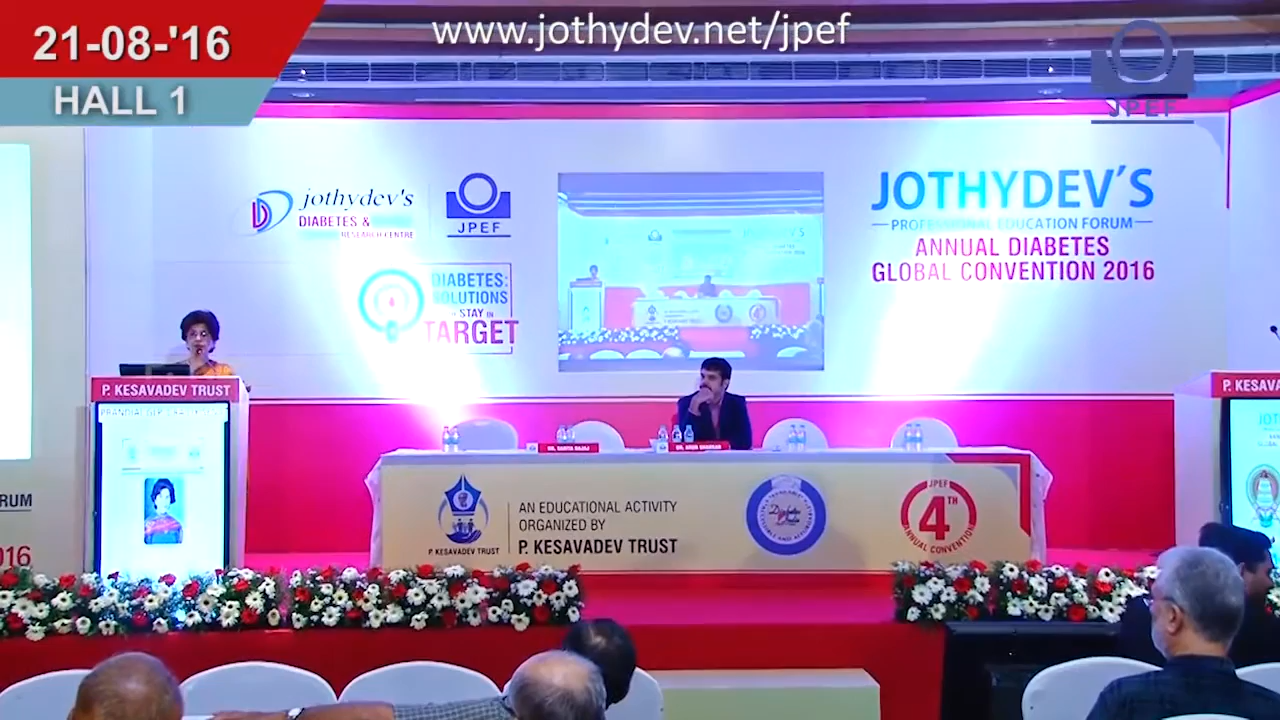 21-08-'16
HALL 1
www.jothydev.net/jpef
JPEF
jothydev's
DIABETES &
RESEARCH CENTRE
JPEF
DIABETES:
SOLUTIONS
STAY IN
TARGET
JOTHYDEV'S
PROFESSIONAL EDUCATION FORUM
ANNUAL DIABETES
GLOBAL CONVENTION 2016
P. KESAVADEV TRUST
P. KESAVA
RUM
2016
P. KESAVADEV TRUST
AN EDUCATIONAL ACTIVITY
ORGANIZED BY
P. KESAVADEV TRUST
JPEF
4TH
ANNUAL CONVENTION